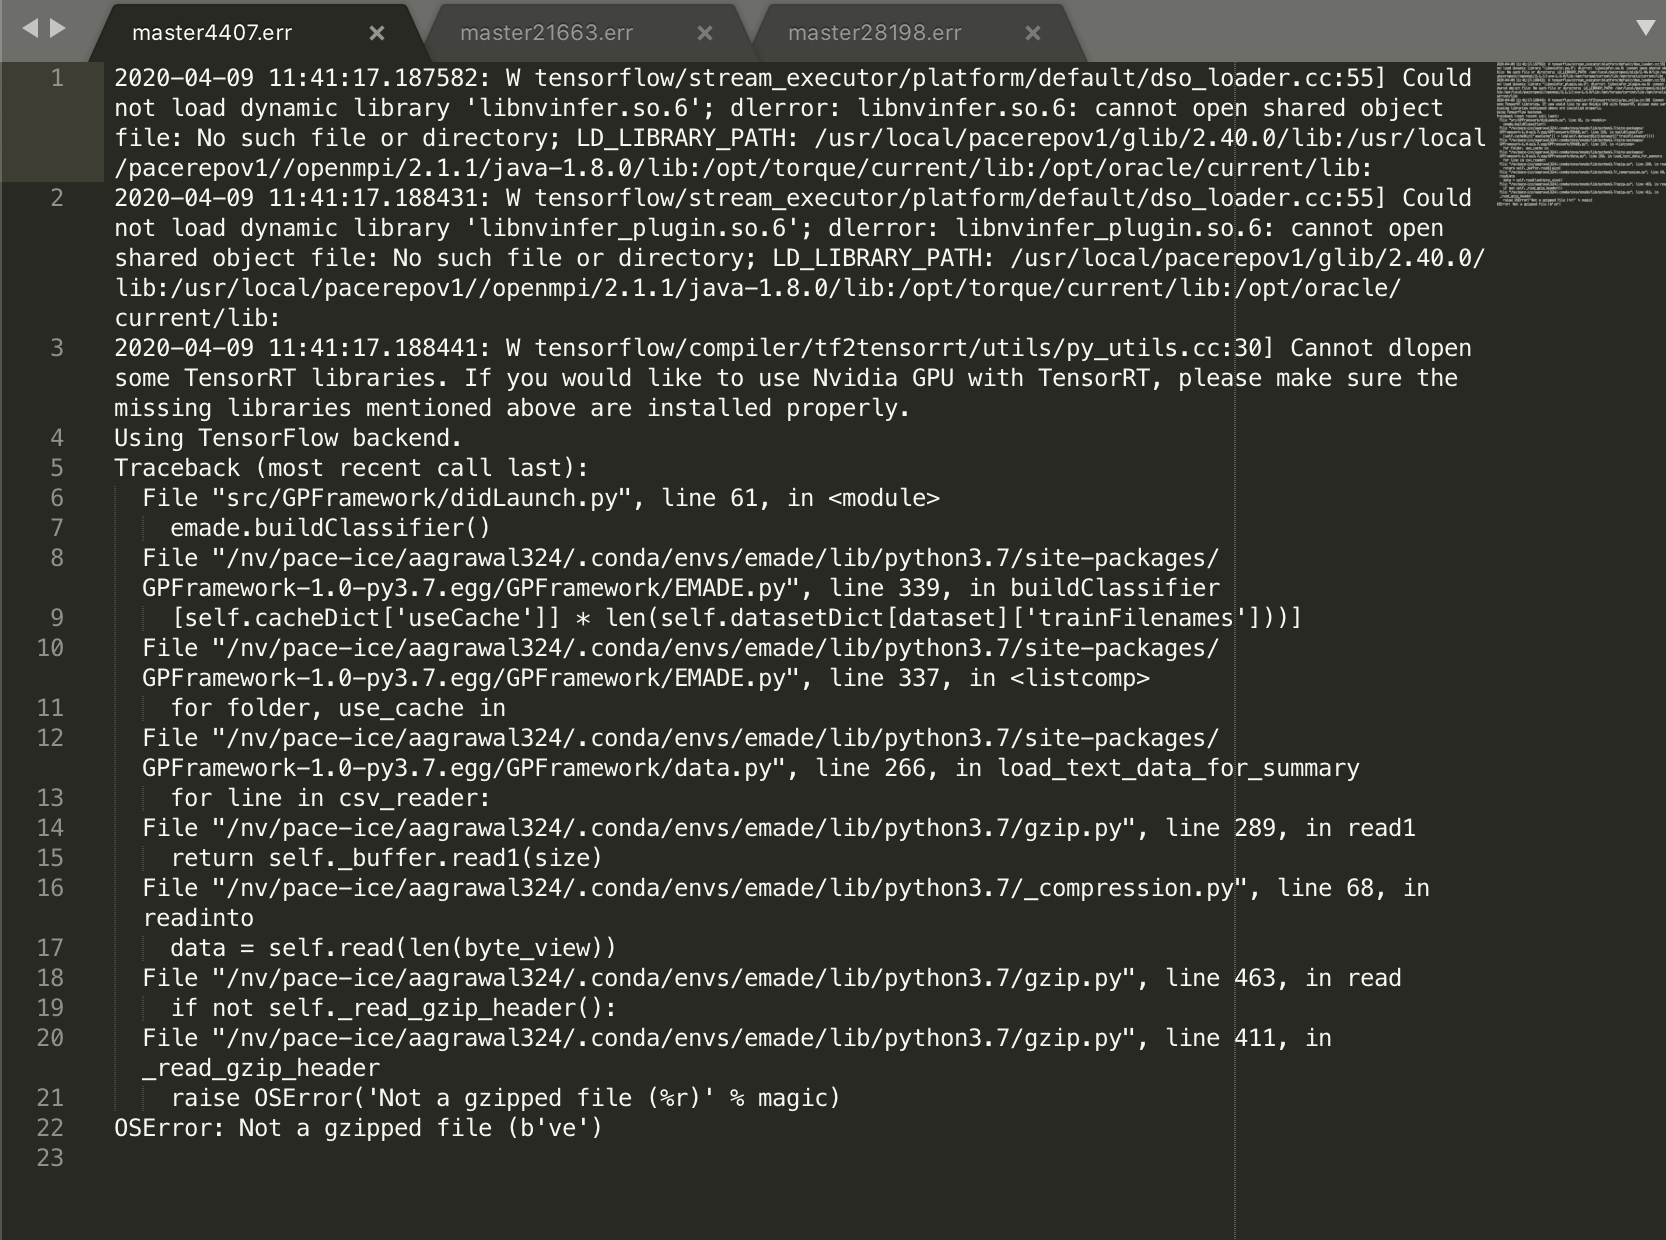 master4407.err × master21663.err × master28198.err ×
1 2020-04-09 11:41:17.187582: W tensorflow/stream_executor/platform/default/dso_loader.cc:55] Could
not load dynamic library 'libnvinfer.so.6'; dlerror: libnvinfer.so.6: cannot open shared object
file: No such file or directory; LD_LIBRARY_PATH: /usr/local/pacerepov1/glib/2.40.0/lib:/usr/local
/pacerepov1//openmpi/2.1.1/java-1.8.0/lib:/opt/torque/current/lib:/opt/oracle/current/lib:
2 2020-04-09 11:41:17.188431: W tensorflow/stream_executor/platform/default/dso_loader.cc:55] Could
not load dynamic library 'libnvinfer_plugin.so.6'; dlerror: libnvinfer_plugin.so.6: cannot open
shared object file: No such file or directory; LD_LIBRARY_PATH: /usr/local/pacerepov1/glib/2.40.0/
lib:/usr/local/pacerepov1//openmpi/2.1.1/java-1.8.0/lib:/opt/torque/current/lib:/opt/oracle/
current/lib:
3 2020-04-09 11:41:17.188441: W tensorflow/compiler/tf2tensorrt/utils/py_utils.cc:30] Cannot dlopen
some TensorRT libraries. If you would like to use Nvidia GPU with TensorRT, please make sure the
missing libraries mentioned above are installed properly.
4 Using TensorFlow backend.
5 Traceback (most recent call last):
6 File "src/GPFramework/didLaunch.py", line 61, in <module>
7 emade.buildClassifier()
8 File "/nv/pace-ice/aagrawal324/.conda/envs/emade/lib/python3.7/site-packages/
GPFramework-1.0-py3.7.egg/GPFramework/EMADE.py", line 339, in buildClassifier
9 [self.cacheDict['useCache']] * len(self.datasetDict[dataset]['trainFilenames']))]
10 File "/nv/pace-ice/aagrawal324/.conda/envs/emade/lib/python3.7/site-packages/
GPFramework-1.0-py3.7.egg/GPFramework/EMADE.py", line 337, in <listcomp>
11 for folder, use_cache in
12 File "/nv/pace-ice/aagrawal324/.conda/envs/emade/lib/python3.7/site-packages/
GPFramework-1.0-py3.7.egg/GPFramework/data.py", line 266, in load_text_data_for_summary
13 for line in csv_reader:
14 File "/nv/pace-ice/aagrawal324/.conda/envs/emade/lib/python3.7/gzip.py", line 289, in read1
15 return self._buffer.read1(size)
16 File "/nv/pace-ice/aagrawal324/.conda/envs/emade/lib/python3.7/_compression.py", line 68, in
readinto
17 data = self.read(len(byte_view))
18 File "/nv/pace-ice/aagrawal324/.conda/envs/emade/lib/python3.7/gzip.py", line 463, in read
19 if not self._read_gzip_header():
20 File "/nv/pace-ice/aagrawal324/.conda/envs/emade/lib/python3.7/gzip.py", line 411, in
_read_gzip_header
21 raise OSError('Not a gzipped file (%r)' % magic)
22 OSError: Not a gzipped file (b've')
23